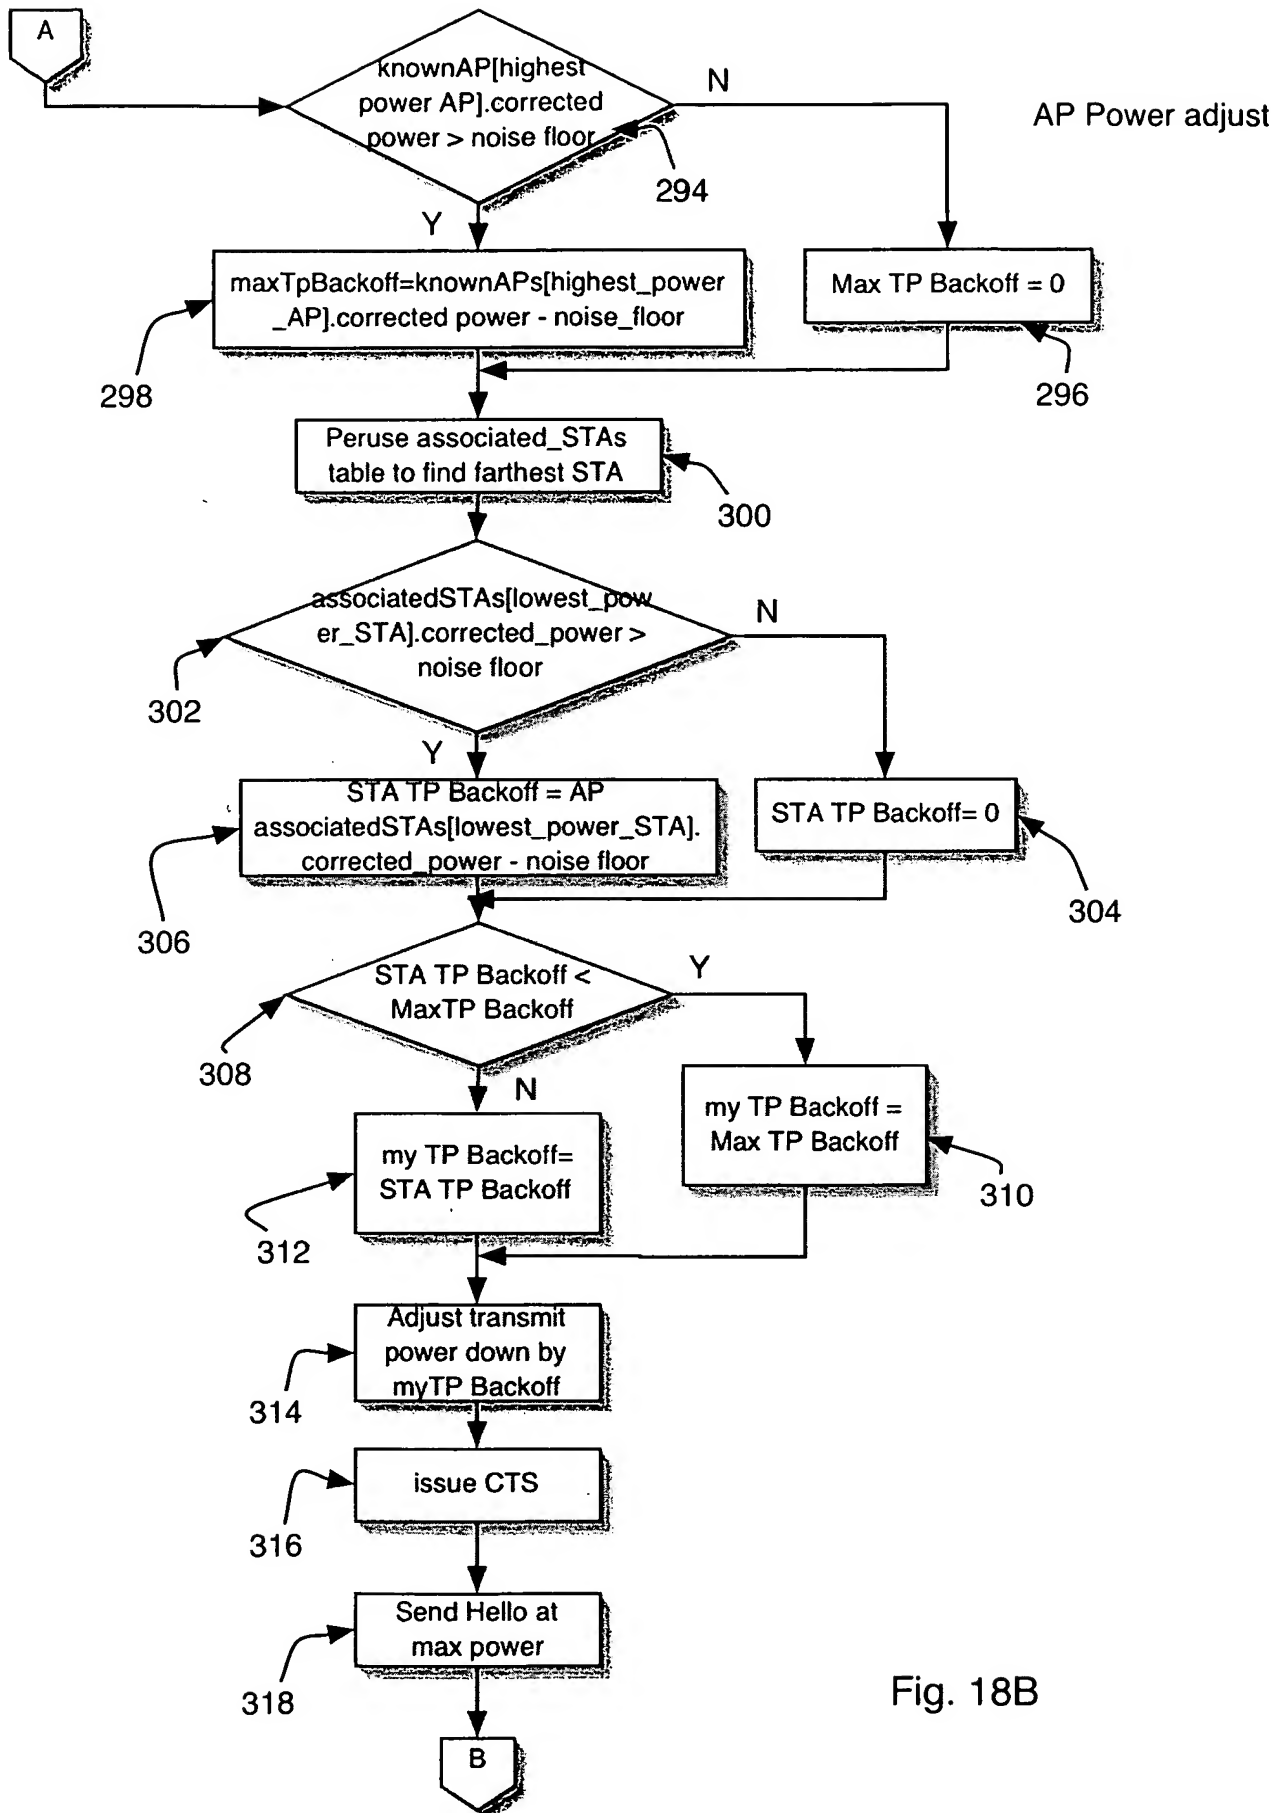 A
knownAP[highest
power AP].corrected
power > noise floor
N
AP Power adjust
294
Y
maxTpBackoff=knownAPs[highest_power
_AP].corrected power - noise_floor
Max TP Backoff = 0
298
296
Peruse associated_STAs
table to find farthest STA
300
associatedSTAs[lowest_pow
er_STA].corrected_power >
noise floor
N
302
Y
STA TP Backoff = AP
associatedSTAs[lowest_power_STA].
corrected_power - noise floor
STA TP Backoff= 0
306
304
STA TP Backoff <
MaxTP Backoff
Y
308
N
my TP Backoff =
Max TP Backoff
my TP Backoff=
STA TP Backoff
310
312
Adjust transmit
power down by
myTP Backoff
314
issue CTS
316
Send Hello at
max power
318
Fig. 18B
B